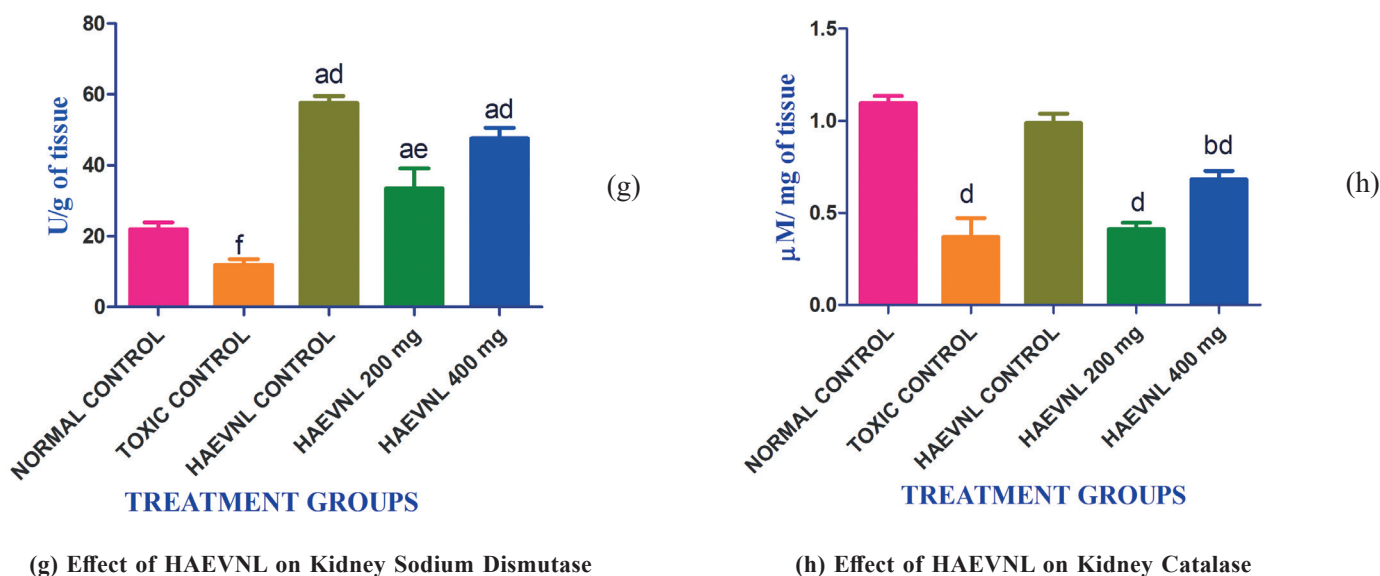 80
60
40
20
0
U/g of tissue
f
ad
ae
ad
NORMAL CONTROL
TOXIC CONTROL
HAEVNL CONTROL
HAEVNL 200 mg
HAEVNL 400 mg
TREATMENT GROUPS
(g)
(g) Effect of HAEVNL on Kidney Sodium Dismutase
1.5
1.0
0.5
0.0
μM/ mg of tissue
d
d
bd
NORMAL CONTROL
TOXIC CONTROL
HAEVNL CONTROL
HAEVNL 200 mg
HAEVNL 400 mg
TREATMENT GROUPS
(h)
(h) Effect of HAEVNL on Kidney Catalase